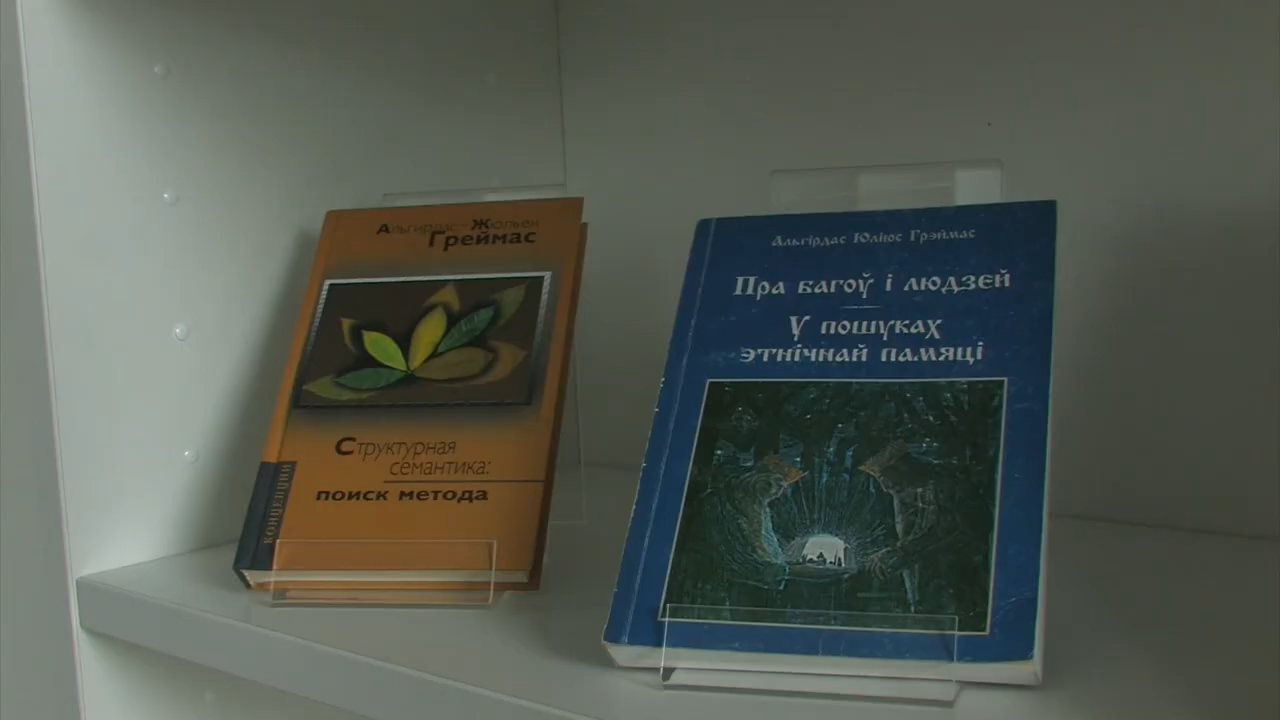 Альгирдас-Жюльен
Греймас
Структурная
семантика:
поиск метода
КОНЦЕПЦИИ
Альгірдас Юліюс Грэймас
Пра багоў і людзей
У пошуках
этнічнай памяці